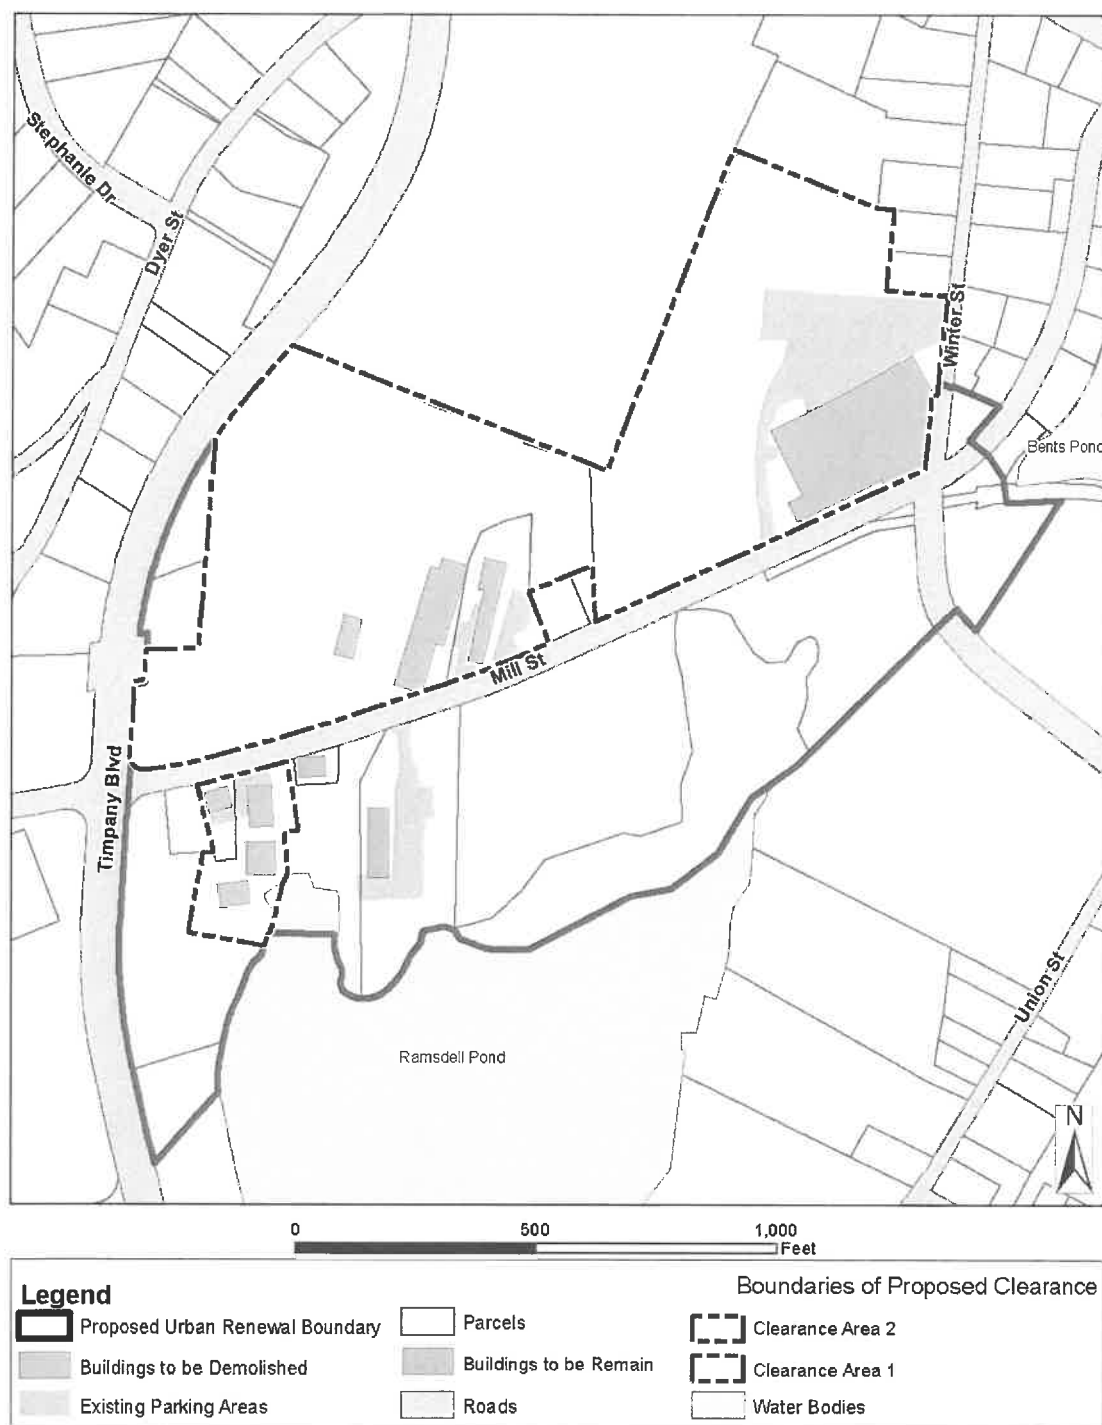 Stephanie Dr.
Dyer St
Winter St
Bents Pond
Mill St
Timpany Blvd
Union St
Ramsdell Pond
N
0 500 1,000
Feet
Boundaries of Proposed Clearance
Legend
Proposed Urban Renewal Boundary
Parcels
Clearance Area 2
Buildings to be Demolished
Buildings to be Remain
Clearance Area 1
Existing Parking Areas
Roads
Water Bodies